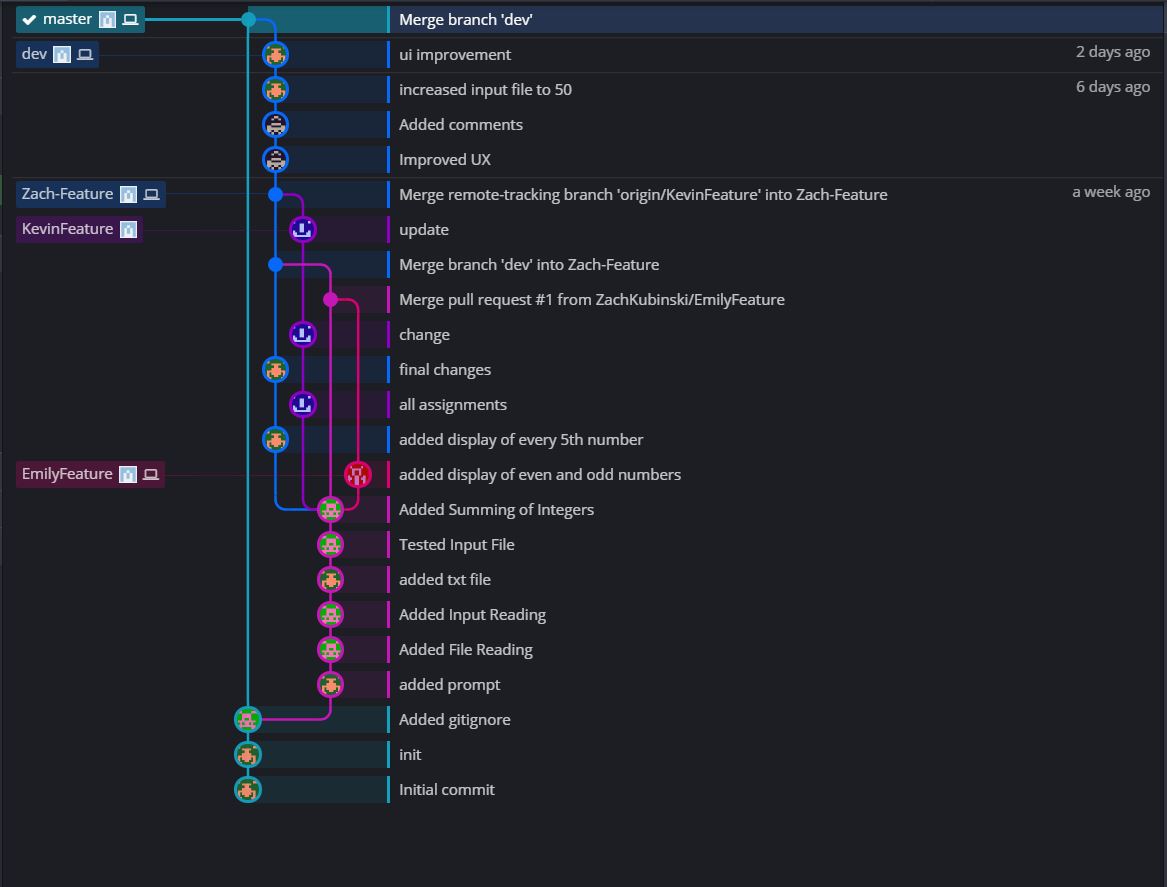 master Merge branch 'dev'
dev ui improvement 2 days ago
increased input file to 50 6 days ago
Added comments
Improved UX
Zach-Feature Merge remote-tracking branch 'origin/KevinFeature' into Zach-Feature a week ago
KevinFeature update
Merge branch 'dev' into Zach-Feature
Merge pull request #1 from ZachKubinski/EmilyFeature
change
final changes
all assignments
added display of every 5th number
EmilyFeature added display of even and odd numbers
Added Summing of Integers
Tested Input File
added txt file
Added Input Reading
Added File Reading
added prompt
Added gitignore
init
Initial commit